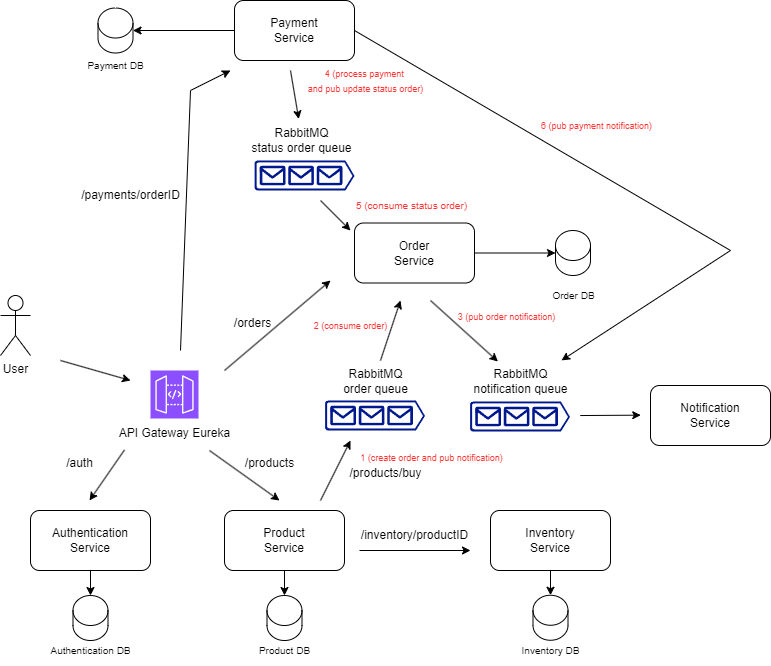 Payment
Service
Payment DB
4 (process payment
and pub update status order)
RabbitMQ
status order queue
6 (pub payment notification)
/payments/orderID
5 (consume status order)
Order
Service
Order DB
/orders
2 (consume order)
3 (pub order notification)
User
RabbitMQ
order queue
RabbitMQ
notification queue
Notification
Service
API Gateway Eureka
/auth
/products
1 (create order and pub notification)
/products/buy
Authentication
Service
Product
Service
/inventory/productID
Inventory
Service
Authentication DB
Product DB
Inventory DB